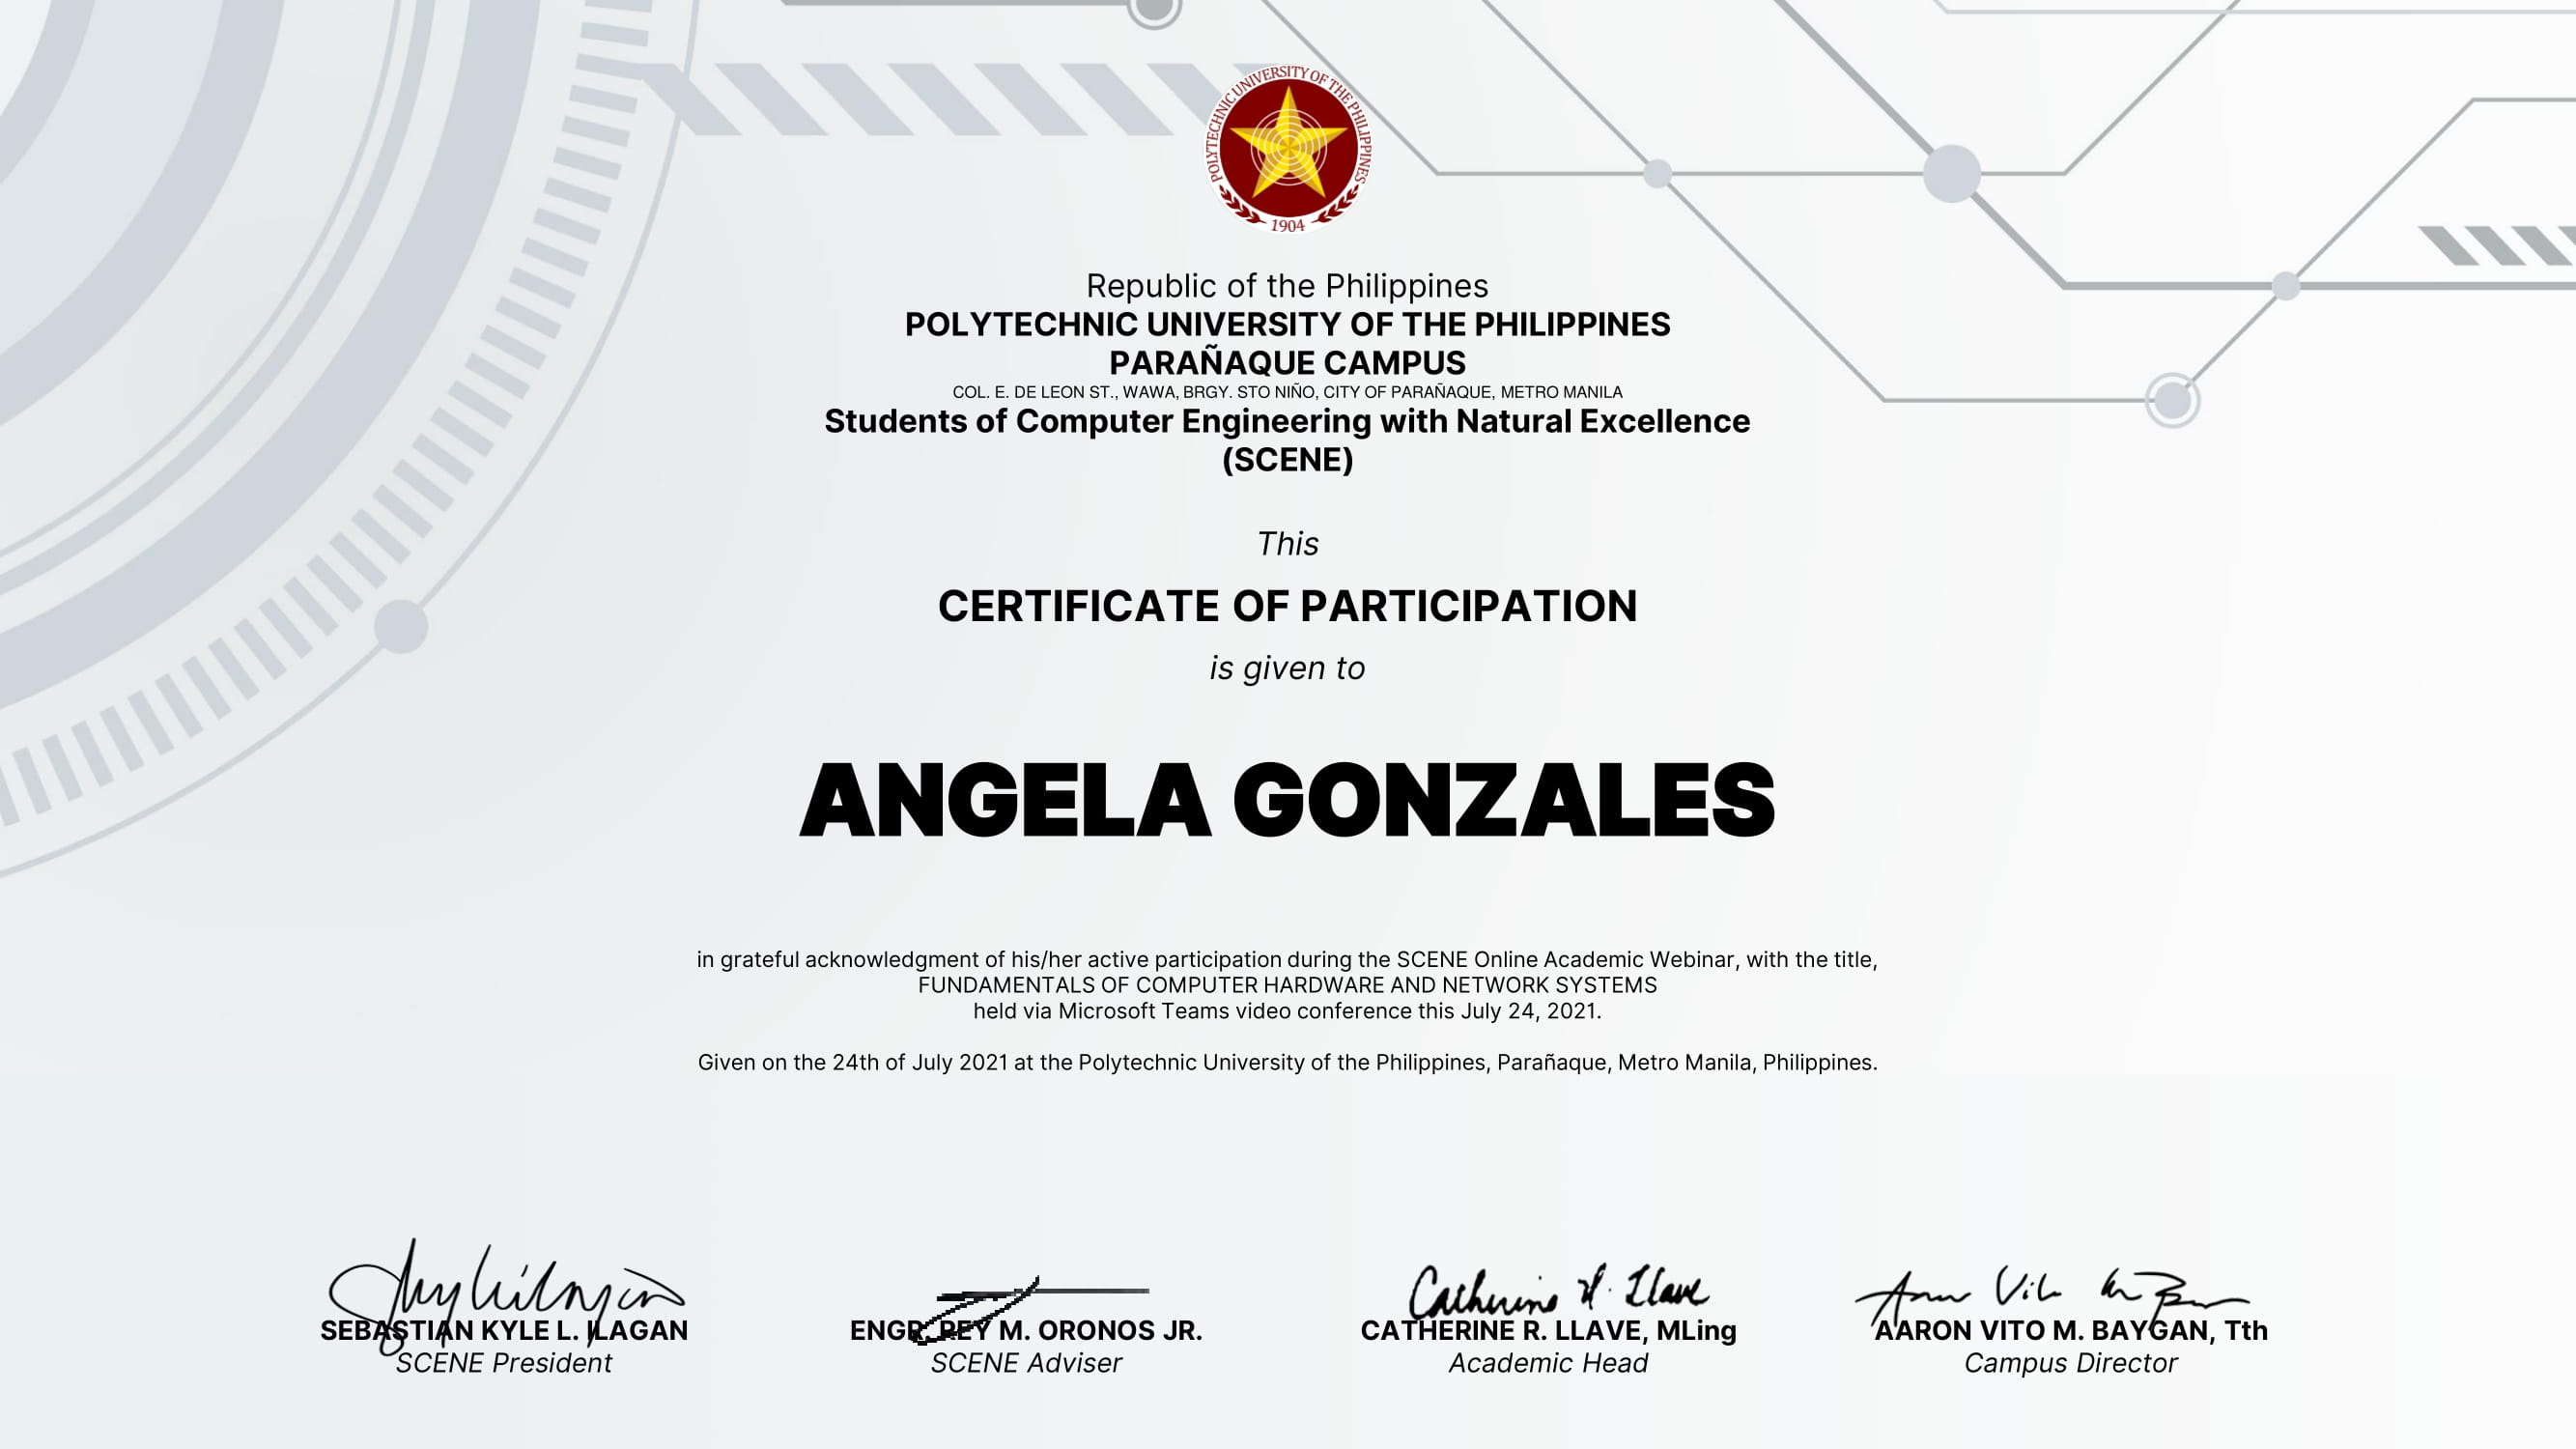 POLYTECHNIC UNIVERSITY OF THE PHILIPPINES
1904
Republic of the Philippines
POLYTECHNIC UNIVERSITY OF THE PHILIPPINES
PARAÑAQUE CAMPUS
COL. E. DE LEON ST., WAWA, BRGY. STO NIÑO, CITY OF PARAÑAQUE, METRO MANILA
Students of Computer Engineering with Natural Excellence
(SCENE)
This
CERTIFICATE OF PARTICIPATION
is given to
ANGELA GONZALES
in grateful acknowledgment of his/her active participation during the SCENE Online Academic Webinar, with the title,
FUNDAMENTALS OF COMPUTER HARDWARE AND NETWORK SYSTEMS
held via Microsoft Teams video conference this July 24, 2021.
Given on the 24th of July 2021 at the Polytechnic University of the Philippines, Parañaque, Metro Manila, Philippines.
SEBASTIAN KYLE L. ILAGAN
SCENE President
ENGR. REY M. ORONOS JR.
SCENE Adviser
Catherine R. Llave
CATHERINE R. LLAVE, MLing
Academic Head
AARON VITO M. BAYGAN, Tth
Campus Director